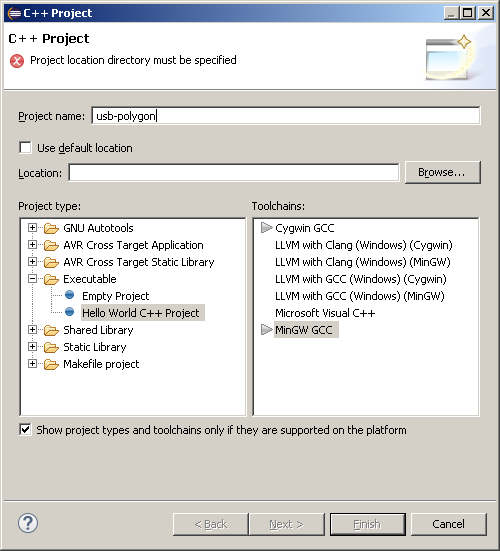 C++ Project
C++ Project
Project location directory must be specified
Project name: usb-polygon
Use default location
Location:
Browse...
Project type:
Toolchains:
GNU Autotools
AVR Cross Target Application
AVR Cross Target Static Library
Executable
Empty Project
Hello World C++ Project
Shared Library
Static Library
Makefile project
Cygwin GCC
LLVM with Clang (Windows) (Cygwin)
LLVM with Clang (Windows) (MinGW)
LLVM with GCC (Windows) (Cygwin)
LLVM with GCC (Windows) (MinGW)
Microsoft Visual C++
MinGW GCC
Show project types and toolchains only if they are supported on the platform
?
< Back
Next >
Finish
Cancel